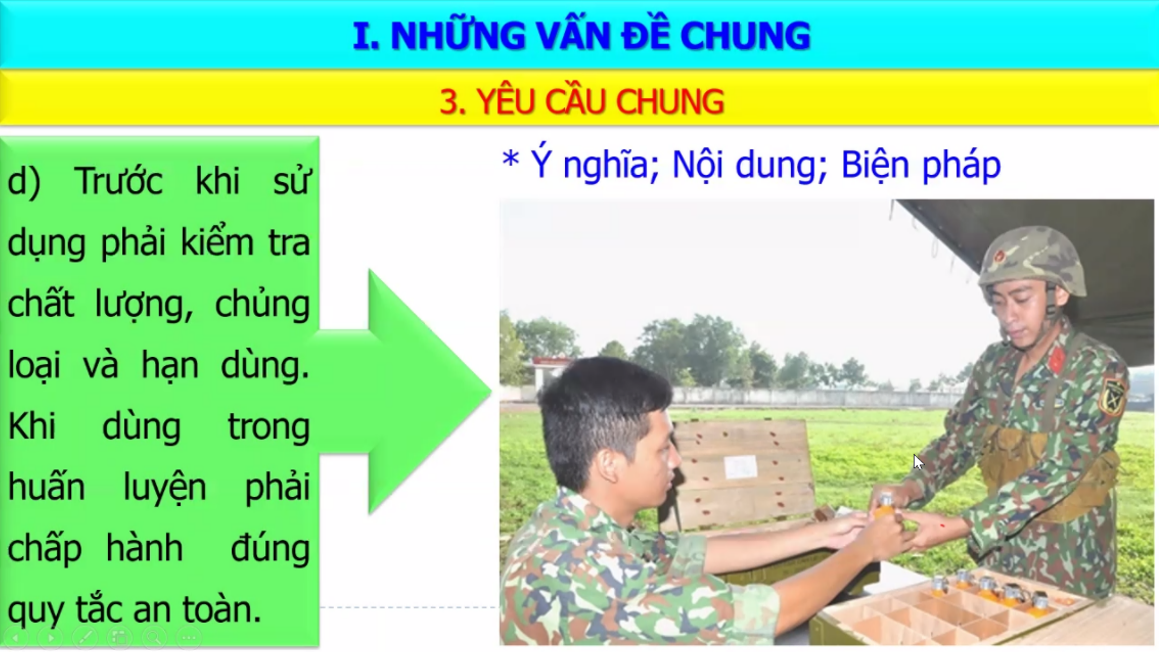 I. NHỮNG VẤN ĐỀ CHUNG
3. YÊU CẦU CHUNG
d) Trước khi sử
dụng phải kiểm tra
chất lượng, chủng
loại và hạn dùng.
Khi dùng trong
huấn luyện phải
chấp hành đúng
quy tắc an toàn.
* Ý nghĩa; Nội dung; Biện pháp